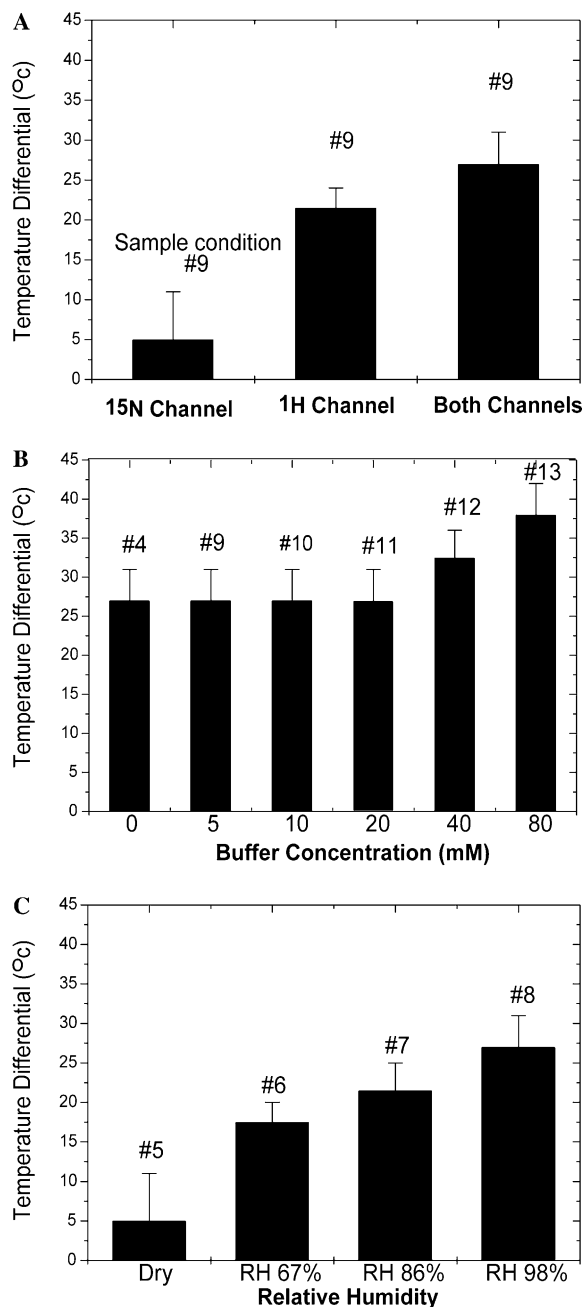 A
Temperature Differential (°c)
45
40
35
30
25
20
15
10
5
0
Sample condition
#9
#9
#9
15N Channel 1H Channel Both Channels
B
Temperature Differential (°c)
45
40
35
30
25
20
15
10
5
0
#4 #9 #10 #11 #12 #13
0 5 10 20 40 80
Buffer Concentration (mM)
C
Temperature Differential (°c)
45
40
35
30
25
20
15
10
5
0
#5 #6 #7 #8
Dry RH 67% RH 86% RH 98%
Relative Humidity